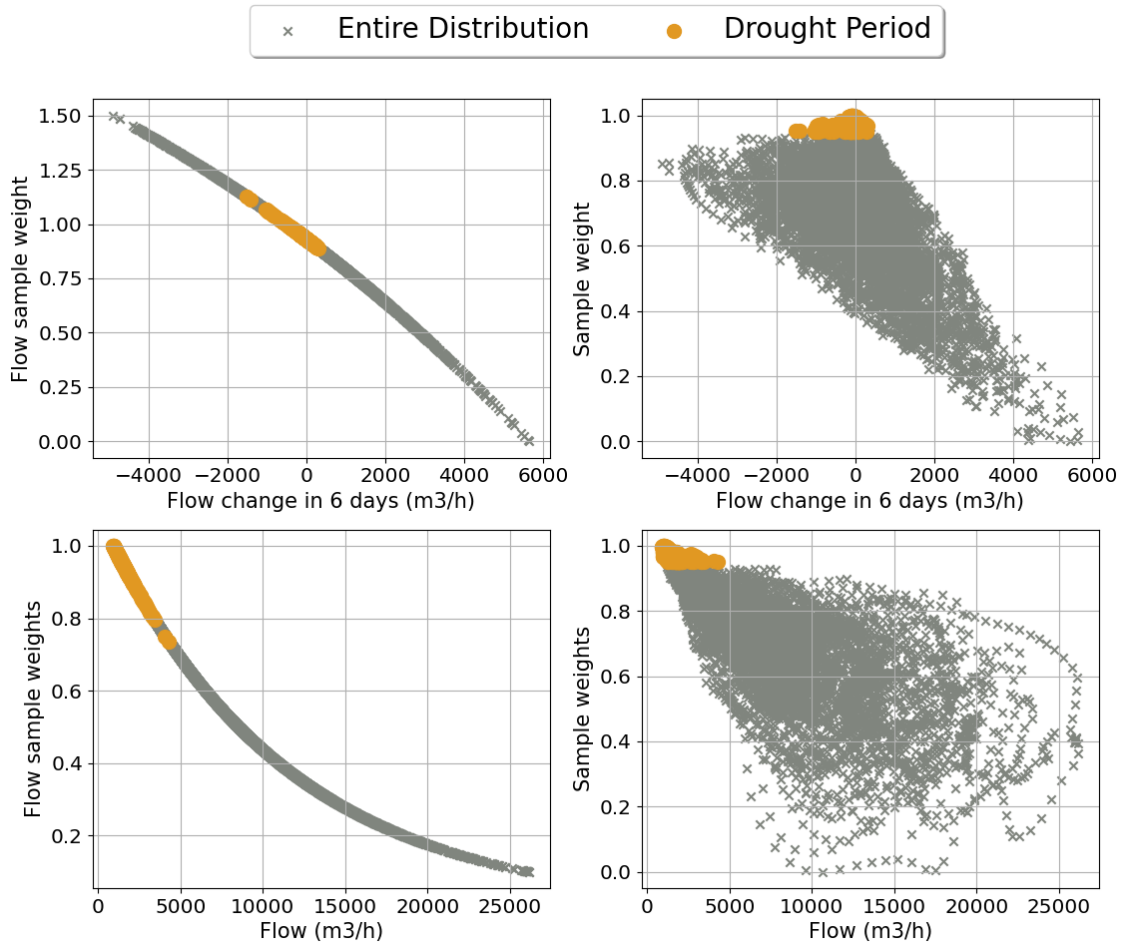 Entire Distribution Drought Period
1.50
1.25
1.00
0.75
0.50
0.25
0.00
Flow sample weight
−4000 −2000 0 2000 4000 6000
Flow change in 6 days (m3/h)
1.0
0.8
0.6
0.4
0.2
0.0
Sample weight
−4000 −2000 0 2000 4000 6000
Flow change in 6 days (m3/h)
1.0
0.8
0.6
0.4
0.2
Flow sample weights
0 5000 10000 15000 20000 25000
Flow (m3/h)
1.0
0.8
0.6
0.4
0.2
0.0
Sample weights
0 5000 10000 15000 20000 25000
Flow (m3/h)